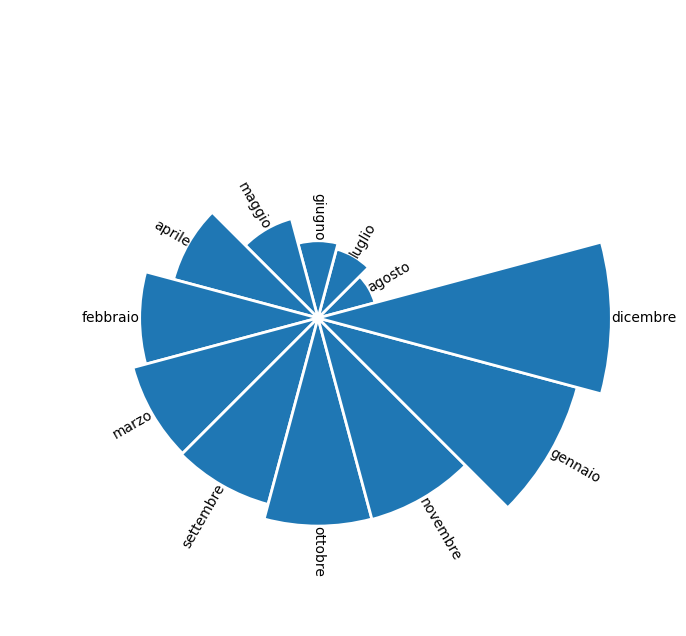 giugno
maggio
luglio
aprile
agosto
febbraio
dicembre
marzo
gennaio
settembre
novembre
ottobre